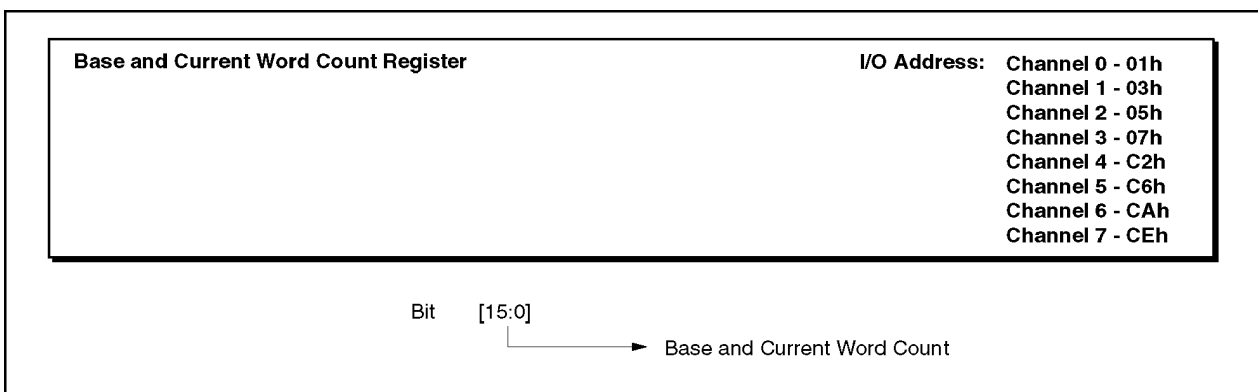 Base and Current Word Count Register I/O Address: Channel 0 - 01h
Channel 1 - 03h
Channel 2 - 05h
Channel 3 - 07h
Channel 4 - C2h
Channel 5 - C6h
Channel 6 - CAh
Channel 7 - CEh
Bit [15:0]
Base and Current Word Count